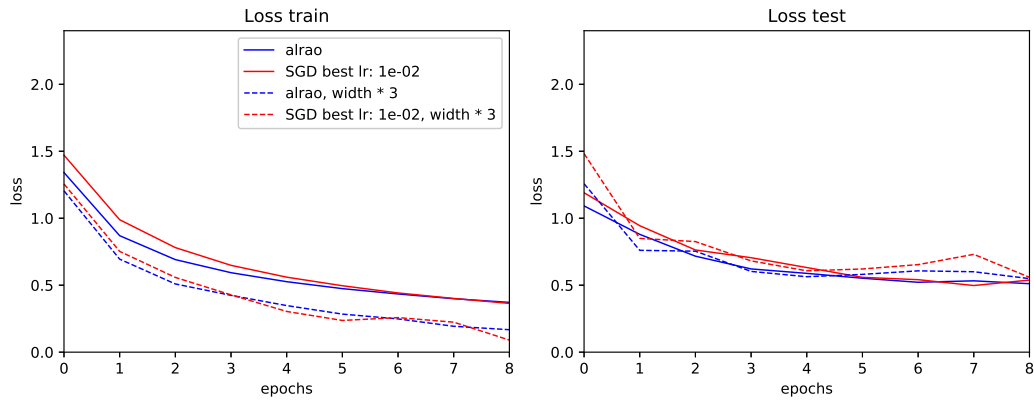 Loss train
alrao
SGD best lr: 1e-02
alrao, width * 3
SGD best lr: 1e-02, width * 3
2.0
1.5
1.0
0.5
0.0
loss
0 1 2 3 4 5 6 7 8
epochs
Loss test
2.0
1.5
1.0
0.5
0.0
loss
0 1 2 3 4 5 6 7 8
epochs